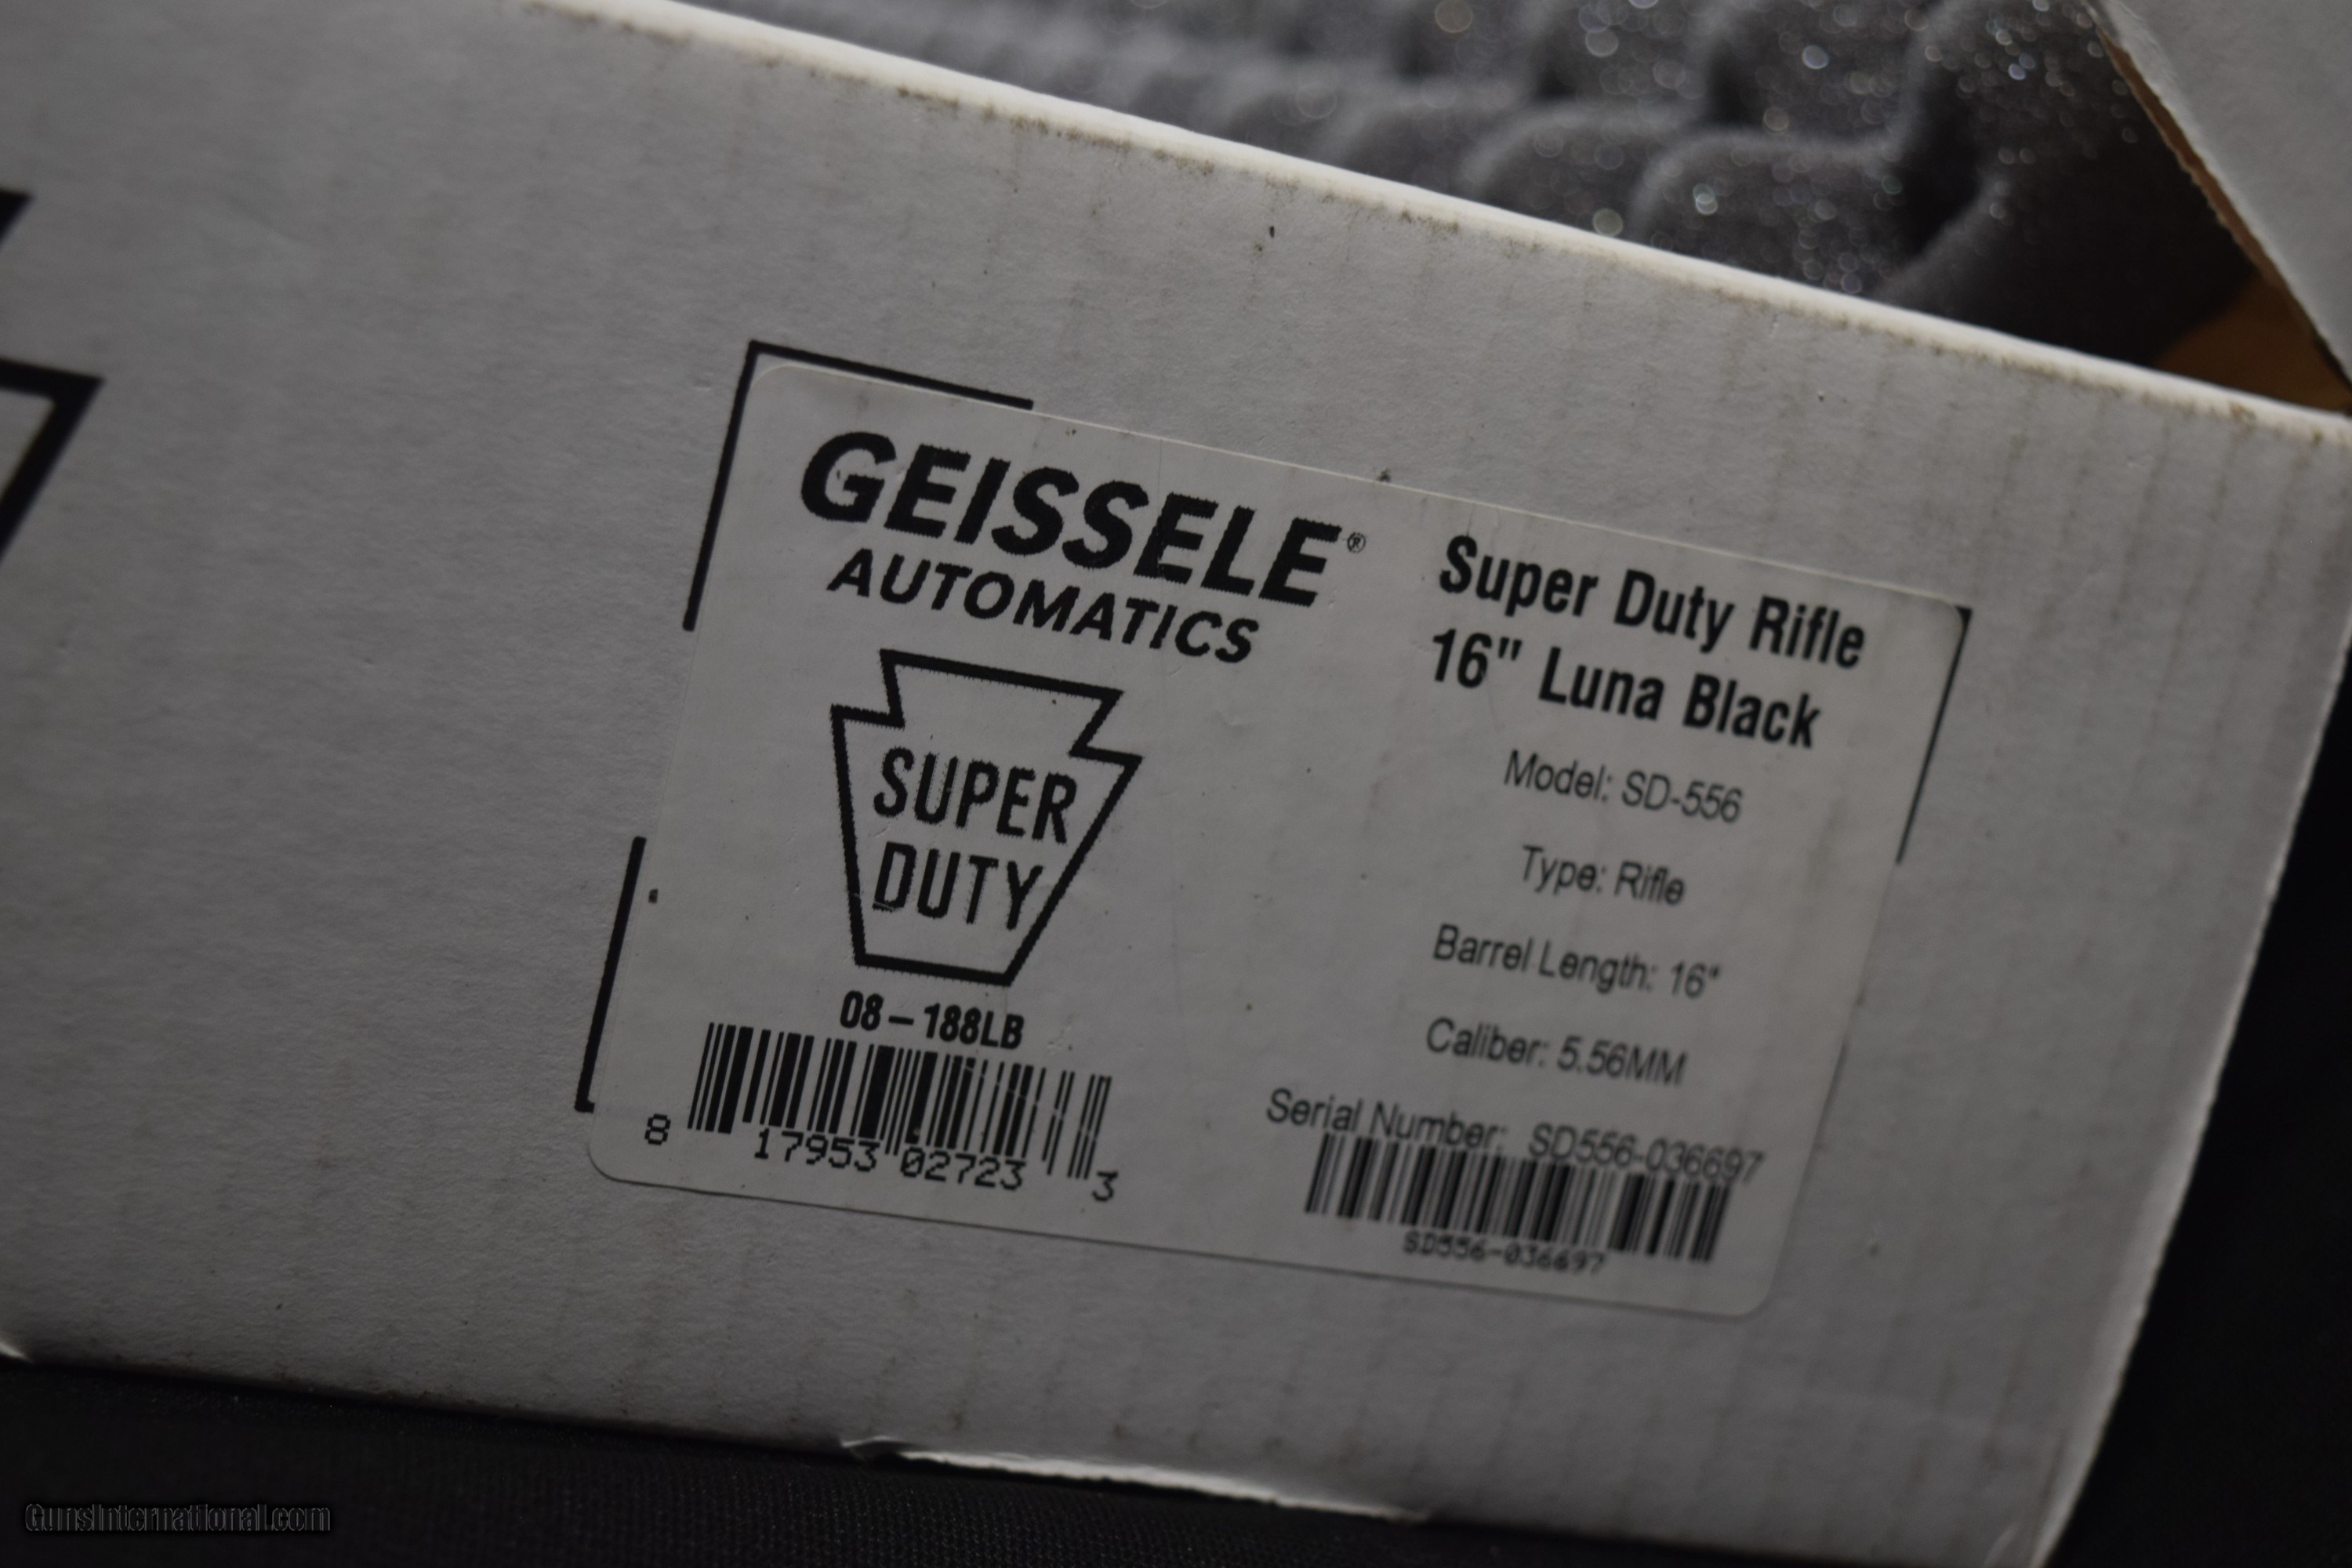 GEISSELE®
AUTOMATICS
SUPER
DUTY
08-188LB
8 17953 02723 3
Super Duty Rifle
16" Luna Black
Model: SD-556
Type: Rifle
Barrel Length: 16"
Caliber: 5.56MM
Serial Number: SD556-036697
SD556-036697
GunsInternational.com